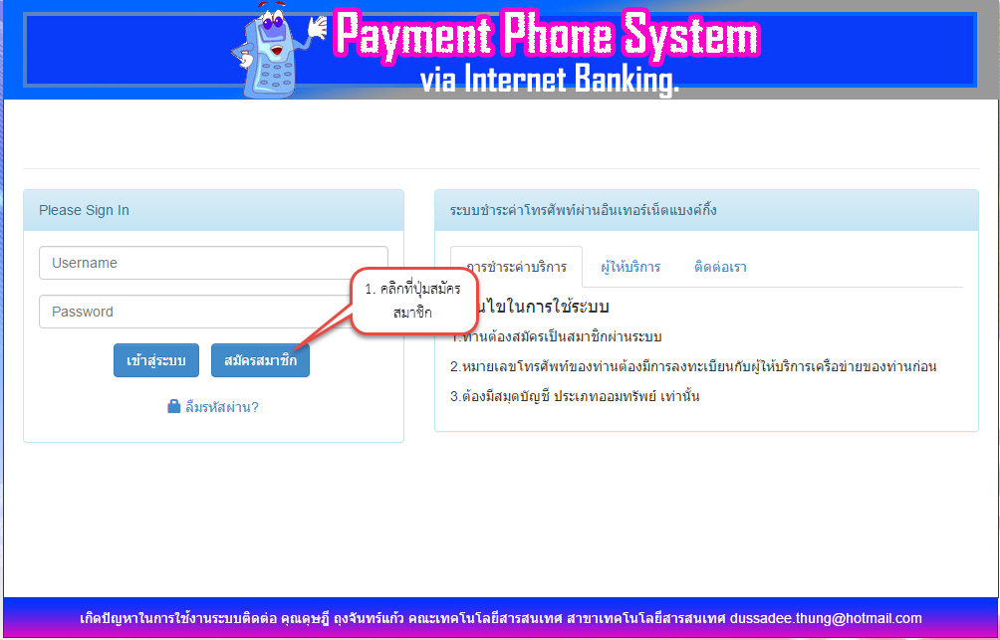 Payment Phone System
via Internet Banking.
Please Sign In
Username
Password
เข้าสู่ระบบ
สมัครสมาชิก
ลืมรหัสผ่าน?
1. คลิกที่ปุ่มสมัคร
สมาชิก
ระบบชำระค่าโทรศัพท์ผ่านอินเทอร์เน็ตแบงค์กิ้ง
การชำระค่าบริการ
ผู้ให้บริการ
ติดต่อเรา
นไขในการใช้ระบบ
1.ท่านต้องสมัครเป็นสมาชิกผ่านระบบ
2.หมายเลขโทรศัพท์ของท่านต้องมีการลงทะเบียนกับผู้ให้บริการเครือข่ายของท่านก่อน
3.ต้องมีสมุดบัญชี ประเภทออมทรัพย์ เท่านั้น
เกิดปัญหาในการใช้งานระบบติดต่อ คุณดุษฎี ถุงจันทร์แก้ว คณะเทคโนโลยีสารสนเทศ สาขาเทคโนโลยีสารสนเทศ dussadee.thung@hotmail.com